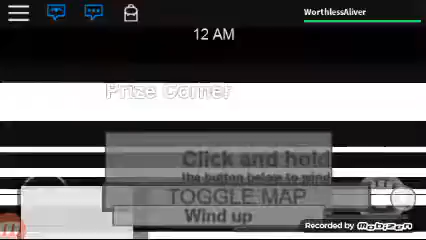 WorthlessAliver
12 AM
Prize Corner
Click and hold
the button below to wind
TOGGLE MAP
Wind up
Recorded by MOBIZEN